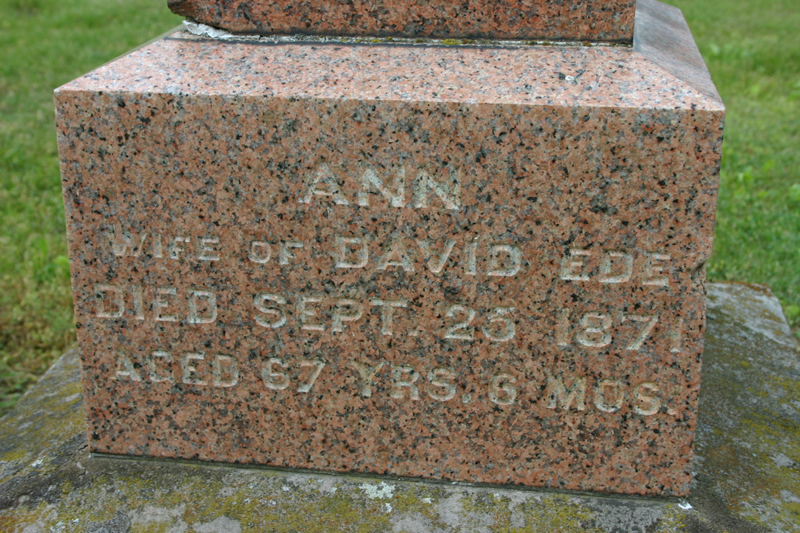 ANN
WIFE OF DAVID EDE
DIED SEPT. 25 1871
AGED 67 YRS. 6 MOS.